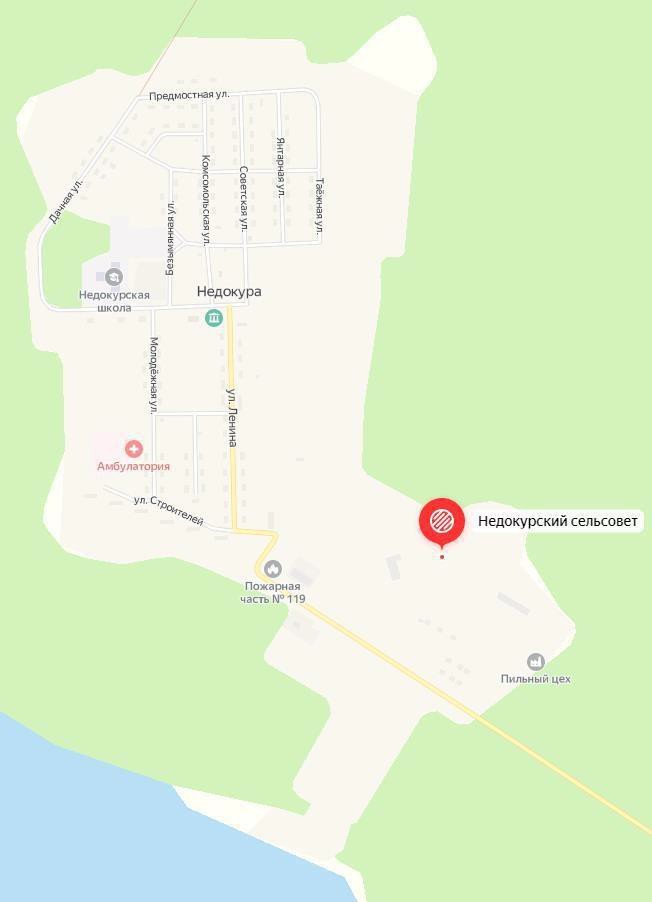 Предмостная ул.
Дачная ул.
Комсомольская ул.
Советская ул.
Янтарная ул.
Таёжная ул.
Безымянная ул.
Недокурская
школа
Недокура
Молодёжная ул.
ул. Ленина
Амбулатория
ул. Строителей
Недокурский сельсовет
Пожарная
часть № 119
Пильный цех